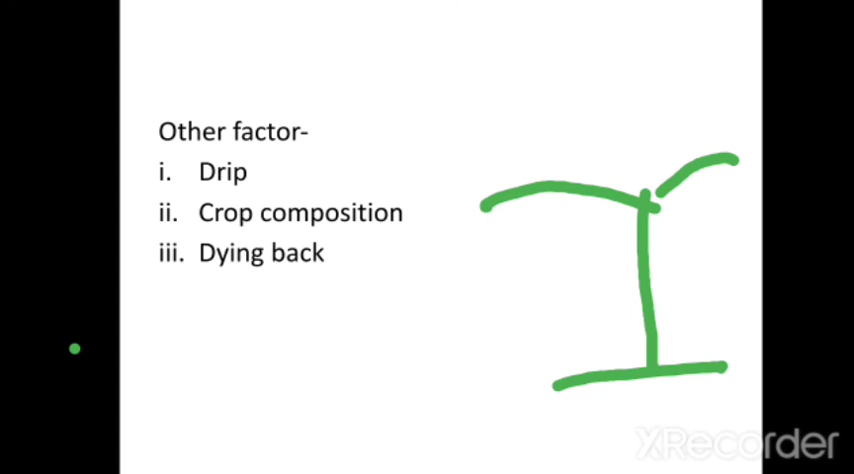 Other factor-
i. Drip
ii. Crop composition
iii. Dying back
XRecorder